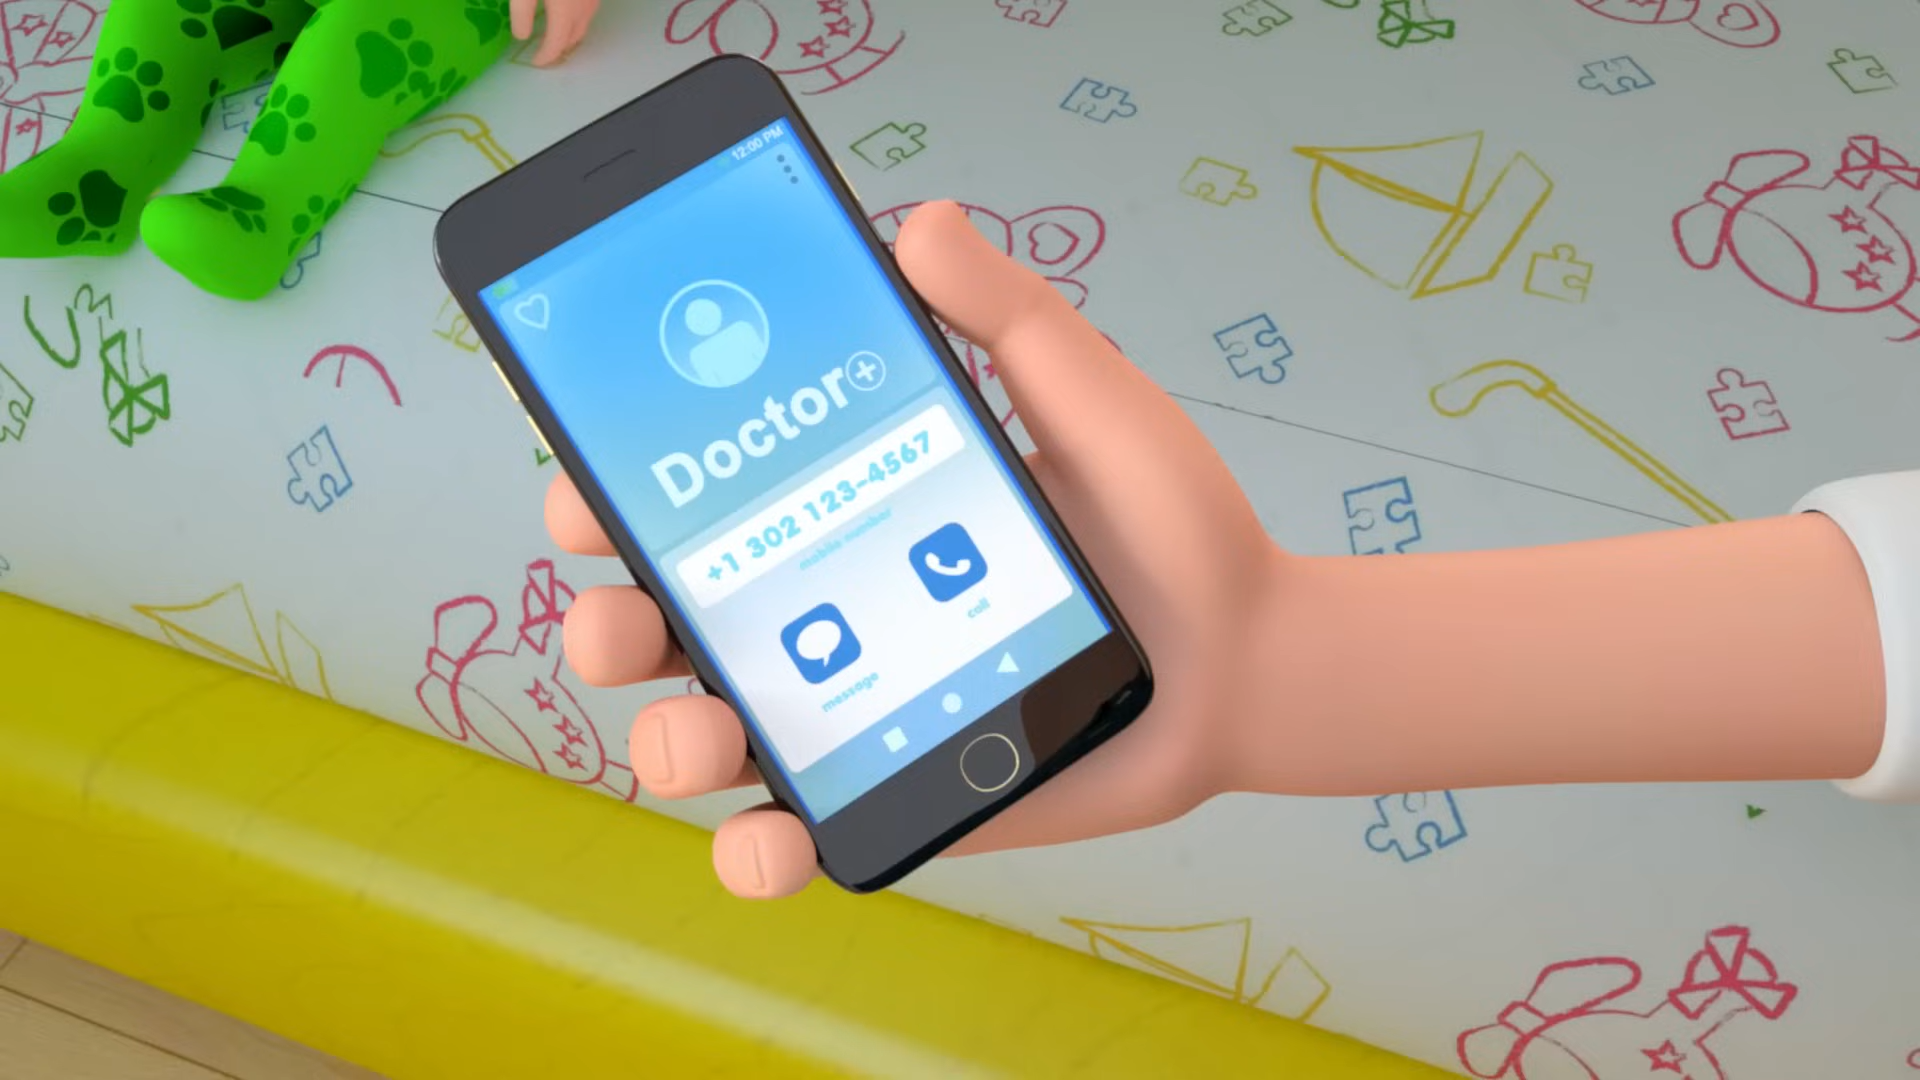 12:00 PM
Doctor
+1 302 123-4567
mobile number
message
call